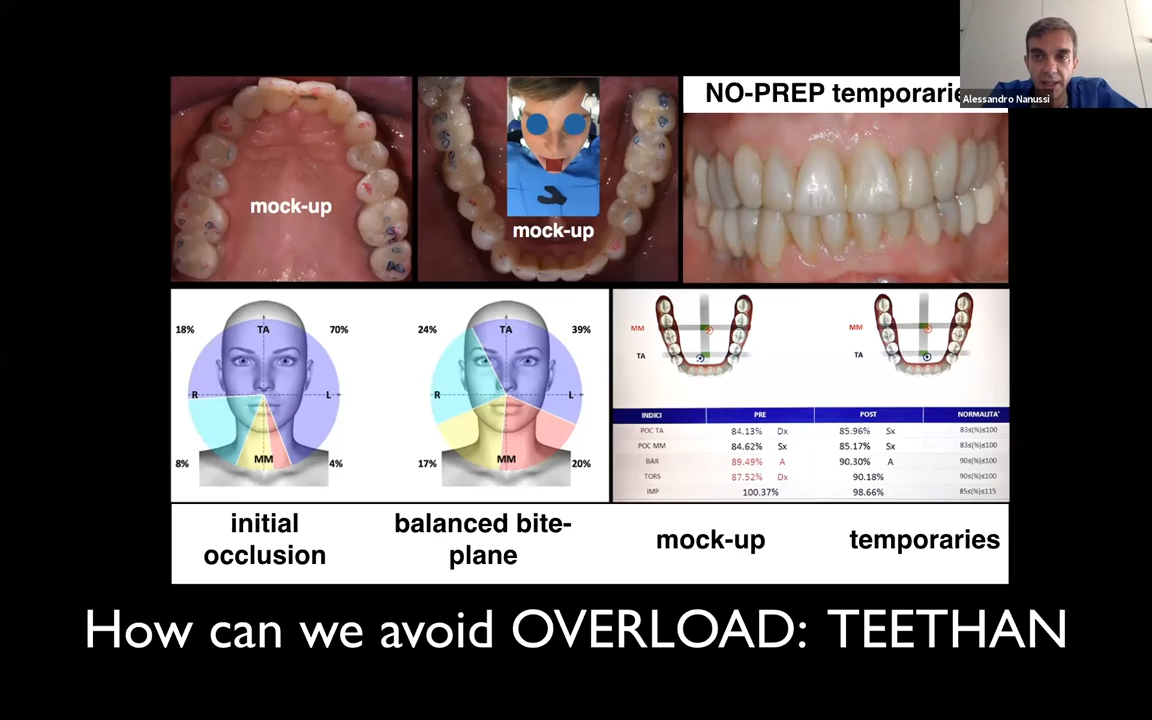 NO-PREP temporarie
Alessandro Nanussi
mock-up
mock-up
18%
TA
70%
R
L
8%
MM
4%
24%
TA
39%
R
L
17%
MM
20%
MM
TA
MM
TA
INDICI PRE POST NORMALITA'
POC TA 84.13% Dx 85.96% Sx 83≤(%)≤100
POC MM 84.62% Sx 85.17% Sx 83≤(%)≤100
BAR 89.49% A 90.30% A 90≤(%)≤100
TORS 87.52% Dx 90.18% 90≤(%)≤100
IMP 100.37% 98.66% 85≤(%)≤115
initial
occlusion
balanced bite-
plane
mock-up
temporaries
How can we avoid OVERLOAD: TEETHAN